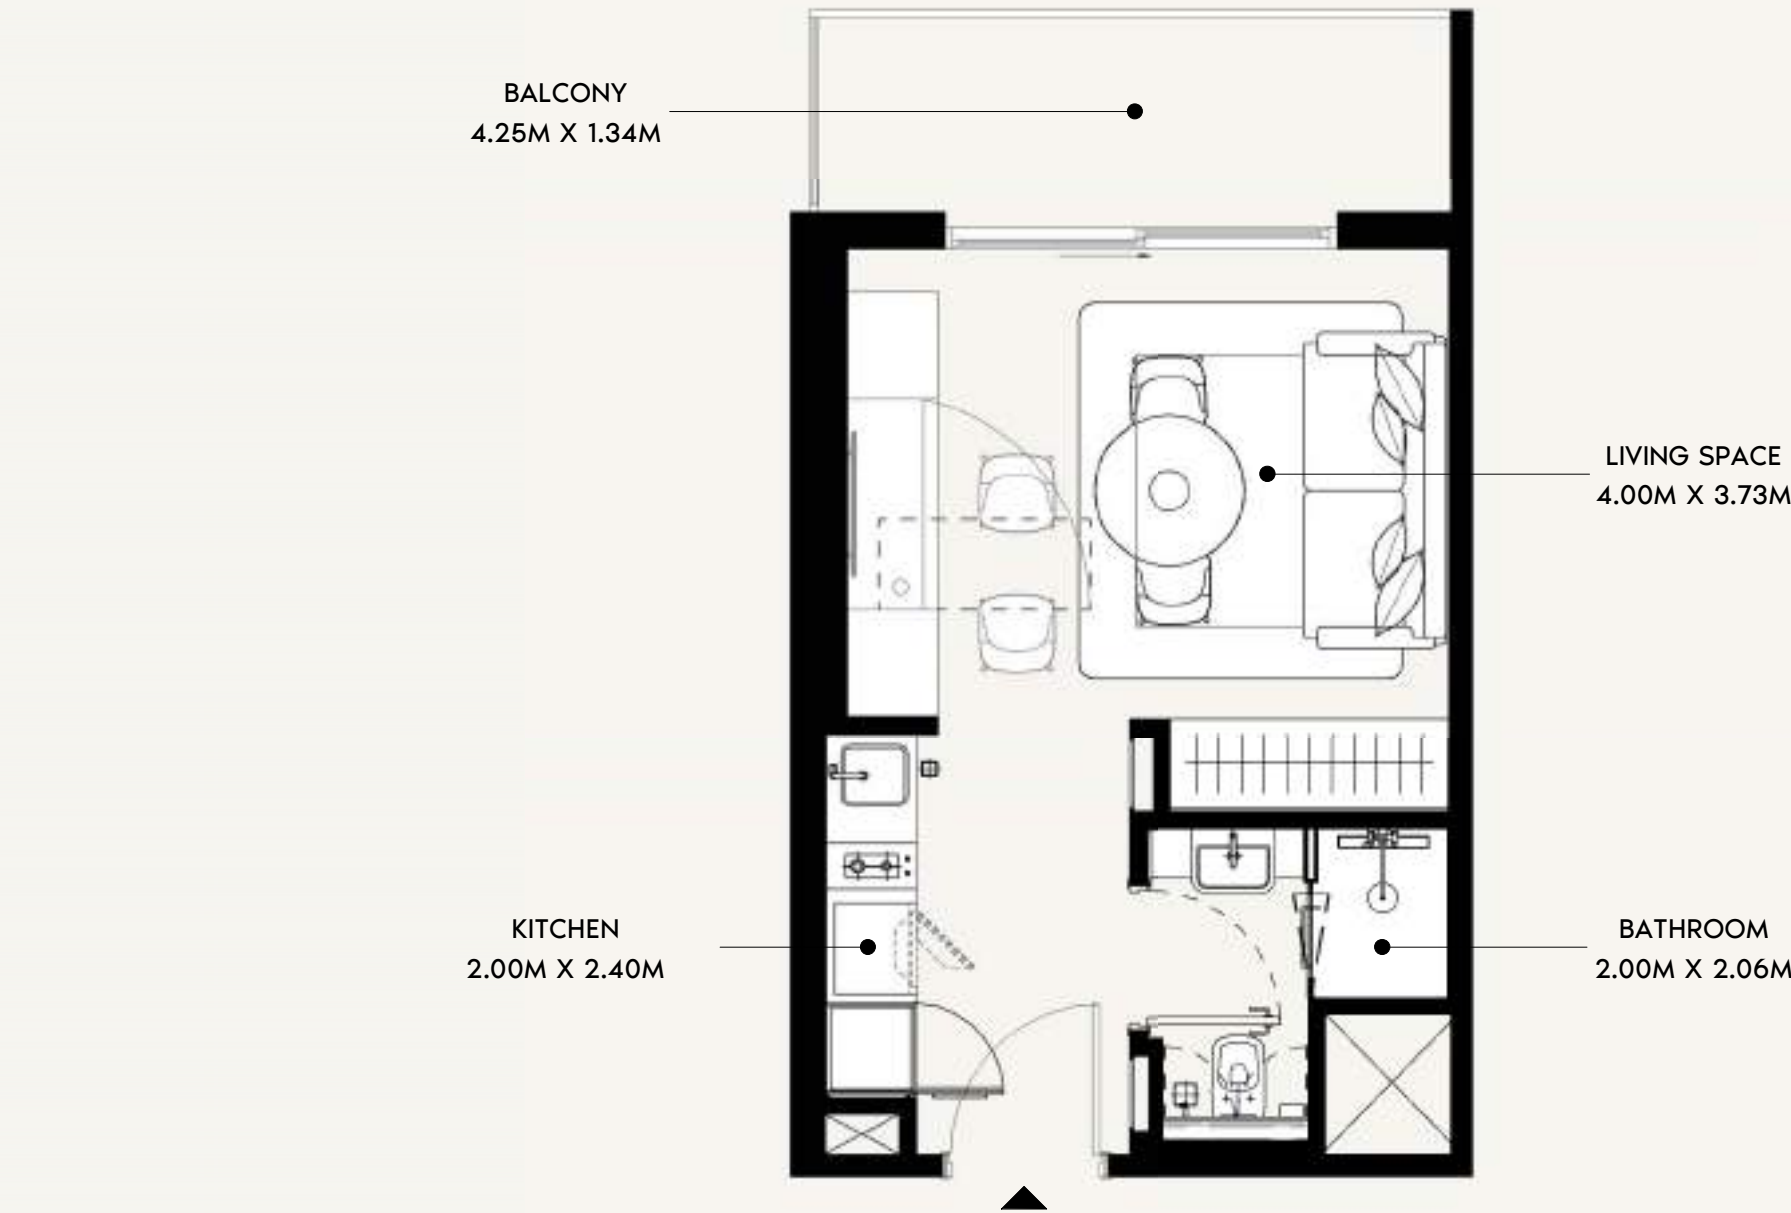 BALCONY
4.25M X 1.34M
LIVING SPACE
4.00M X 3.73M
KITCHEN
2.00M X 2.40M
BATHROOM
2.00M X 2.06M